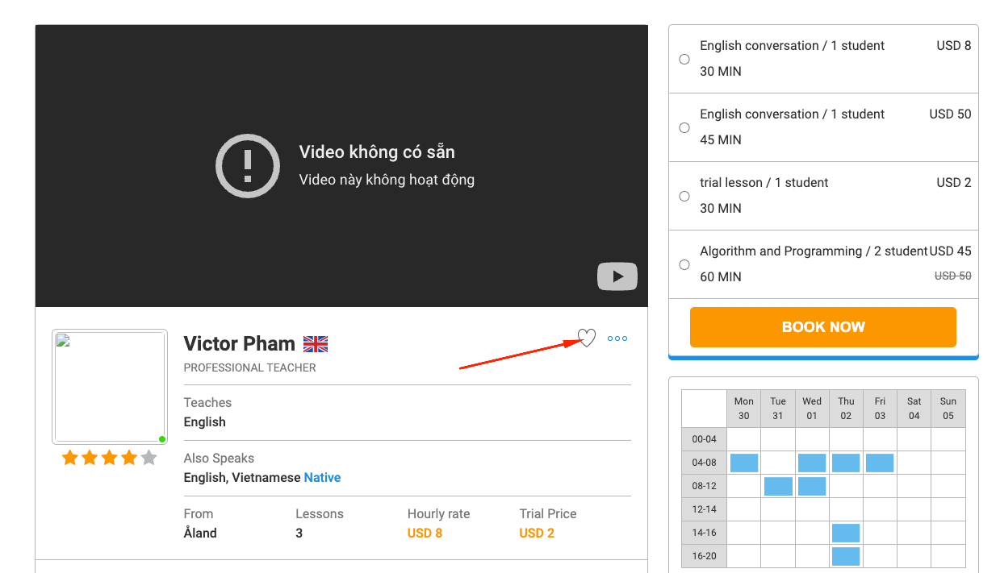 Video không có sẵn
Video này không hoạt động
Victor Pham
PROFESSIONAL TEACHER
Teaches
English
Also Speaks
English, Vietnamese Native
From Lessons Hourly rate Trial Price
Åland 3 USD 8 USD 2
English conversation / 1 student USD 8
30 MIN
English conversation / 1 student USD 50
45 MIN
trial lesson / 1 student USD 2
30 MIN
Algorithm and Programming / 2 student USD 45
60 MIN USD 50
BOOK NOW
Mon Tue Wed Thu Fri Sat Sun
30 31 01 02 03 04 05
00-04
04-08
08-12
12-14
14-16
16-20